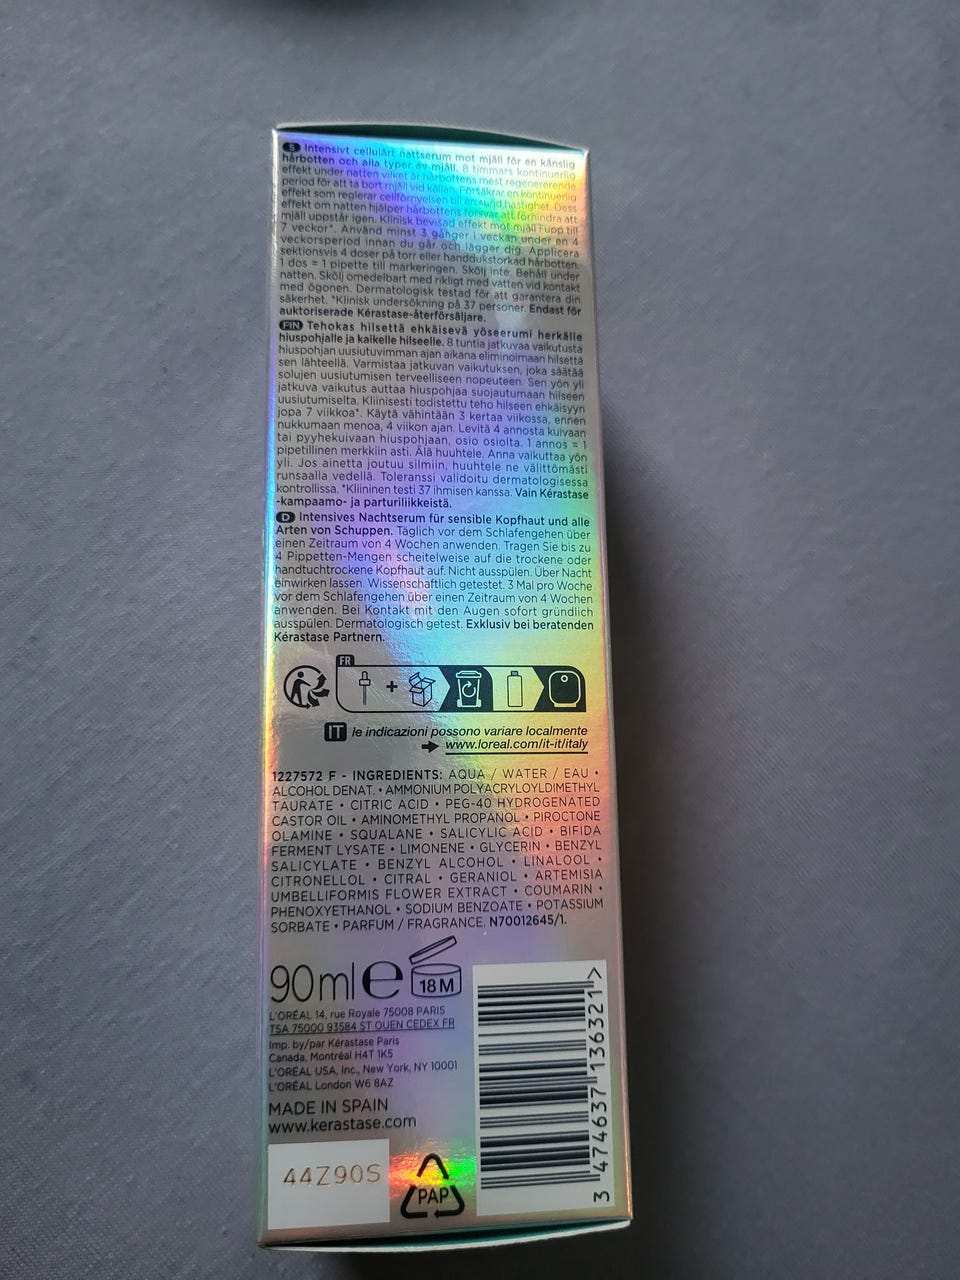 S Intensivt cellulärt nattserum mot mjäll för en känslig
hårbotten och alla typer av mjäll. 8 timmars kontinuerlig
effekt under natten vilket är hårbottens mest regenererende
period för att ta bort mjäll vid källan. Försäkrar en kontinuerlig
effekt som reglerar cellförnyelsen till en sund hastighet. Dess
effekt om natten hjälper hårbottens försvar att förhindra att
mjäll uppstår igen. Klinisk bevisad effekt mot mjäll i upp till
7 veckor*. Använd minst 3 gånger i veckan under en 4
veckorsperiod innan du går och lägger dig. Applicera
sektionsvis 4 doser på torr eller handdukstorkad hårbotten.
1 dos = 1 pipette till markeringen. Skölj inte. Behåll under
natten. Skölj omedelbart med rikligt med vatten vid kontakt
med ögonen. Dermatologisk testad för att garantera din
säkerhet. *Klinisk undersökning på 37 personer. Endast för
auktoriserade Kérastase-återförsäljare.
FIN Tehokas hilsettä ehkäisevä yöseerumi herkälle
hiuspohjalle ja kaikelle hilseelle. 8 tuntia jatkuvaa vaikutusta
hiuspohjan uusiutuvimman ajan aikana eliminoimaan hilsettä
sen lähteellä. Varmistaa jatkuvan vaikutuksen, joka säätää
solujen uusiutumisen terveelliseen nopeuteen. Sen yön yli
jatkuva vaikutus auttaa hiuspohjaa suojautumaan hilseen
uusiutumiselta. Kliinisesti todistettu teho hilseen ehkäisyyn
jopa 7 viikkoa*. Käytä vähintään 3 kertaa viikossa, ennen
nukkumaan menoa, 4 viikon ajan. Levitä 4 annosta kuivaan
tai pyyhekuivaan hiuspohjaan, osio osiolta. 1 annos = 1
pipetillinen merkkiin asti. Älä huuhtele. Anna vaikuttaa yön
yli. Jos ainetta joutuu silmiin, huuhtele ne välittömästi
runsaalla vedellä. Toleranssi validoitu dermatologisessa
kontrollissa. *Kliininen testi 37 ihmisen kanssa. Vain Kérastase
-kampaamo- ja parturiliikkeistä.
D Intensives Nachtserum für sensible Kopfhaut und alle
Arten von Schuppen. Täglich vor dem Schlafengehen über
einen Zeitraum von 4 Wochen anwenden. Tragen Sie bis zu
4 Pippetten-Mengen scheitelweise auf die trockene oder
handtuchtrockene Kopfhaut auf. Nicht ausspülen. Über Nacht
einwirken lassen. Wissenschaftlich getestet. 3 Mal pro Woche
vor dem Schlafengehen über einen Zeitraum von 4 Wochen
anwenden. Bei Kontakt mit den Augen sofort gründlich
ausspülen. Dermatologisch getest. Exklusiv bei beratenden
Kérastase Partnern.
FR
+
IT le indicazioni possono variare localmente
www.loreal.com/it-it/italy
1227572 F - INGREDIENTS: AQUA / WATER / EAU •
ALCOHOL DENAT. • AMMONIUM POLYACRYLOYLDIMETHYL
TAURATE • CITRIC ACID • PEG-40 HYDROGENATED
CASTOR OIL • AMINOMETHYL PROPANOL • PIROCTONE
OLAMINE • SQUALANE • SALICYLIC ACID • BIFIDA
FERMENT LYSATE • LIMONENE • GLYCERIN • BENZYL
SALICYLATE • BENZYL ALCOHOL • LINALOOL •
CITRONELLOL • CITRAL • GERANIOL • ARTEMISIA
UMBELLIFORMIS FLOWER EXTRACT • COUMARIN •
PHENOXYETHANOL • SODIUM BENZOATE • POTASSIUM
SORBATE • PARFUM / FRAGRANCE. N70012645/1.
90ml e 18M
L'ORÉAL 14, rue Royale 75008 PARIS
TSA 75000 93584 ST OUEN CEDEX FR
Imp. by/par Kérastase Paris
Canada, Montréal H4T 1K5
L'ORÉAL USA, Inc., New York, NY 10001
L'ORÉAL London W6 8AZ
MADE IN SPAIN
www.kerastase.com
44Z90S
PAP
3 474637 136321 >